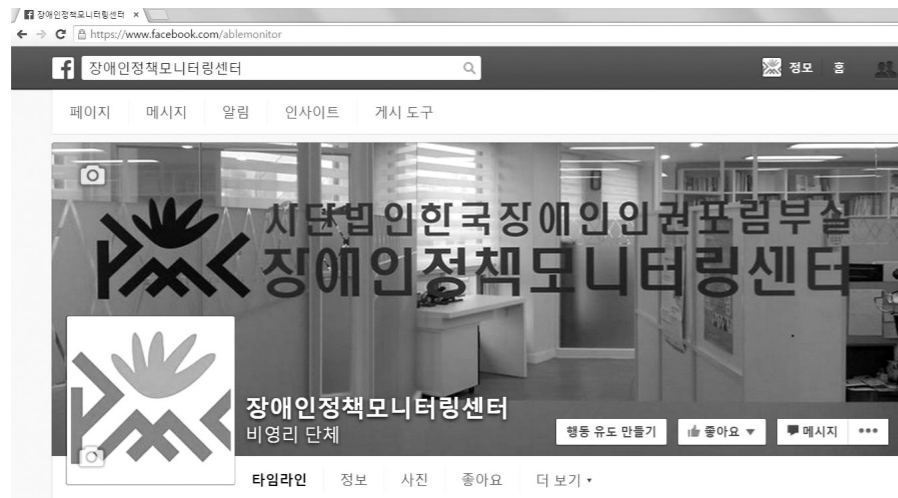 장애인정책모니터링센터 ×
https://www.facebook.com/ablemonitor
장애인정책모니터링센터
정모 홈
페이지 메시지 알림 인사이트 게시 도구
사단법인한국장애인인권포럼부설
장애인정책모니터링센터
장애인정책모니터링센터
비영리 단체
행동 유도 만들기 좋아요 ▼ 메시지 •••
타임라인 정보 사진 좋아요 더 보기